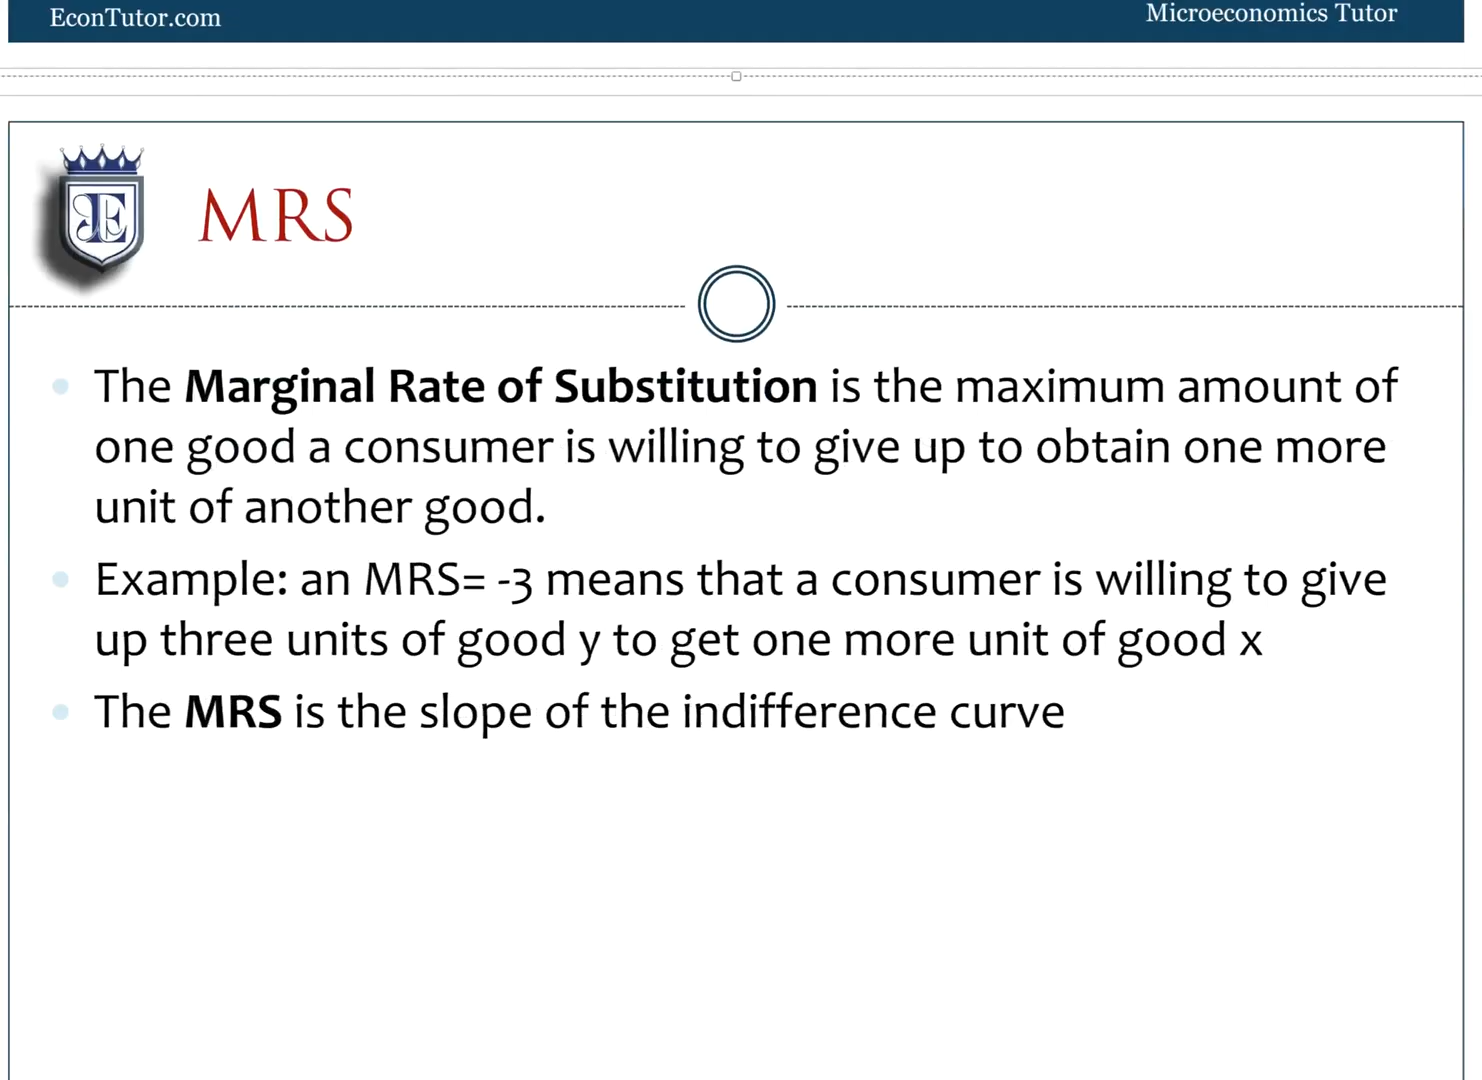 EconTutor.com
Microeconomics Tutor
E
MRS
The Marginal Rate of Substitution is the maximum amount of
one good a consumer is willing to give up to obtain one more
unit of another good.
Example: an MRS= -3 means that a consumer is willing to give
up three units of good y to get one more unit of good x
The MRS is the slope of the indifference curve